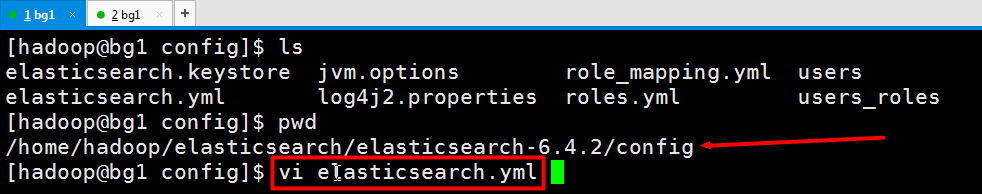 1 bg1 × 2 bg1 × +
[hadoop@bg1 config]$ ls
elasticsearch.keystore jvm.options role_mapping.yml users
elasticsearch.yml log4j2.properties roles.yml users_roles
[hadoop@bg1 config]$ pwd
/home/hadoop/elasticsearch/elasticsearch-6.4.2/config
[hadoop@bg1 config]$ vi elasticsearch.yml